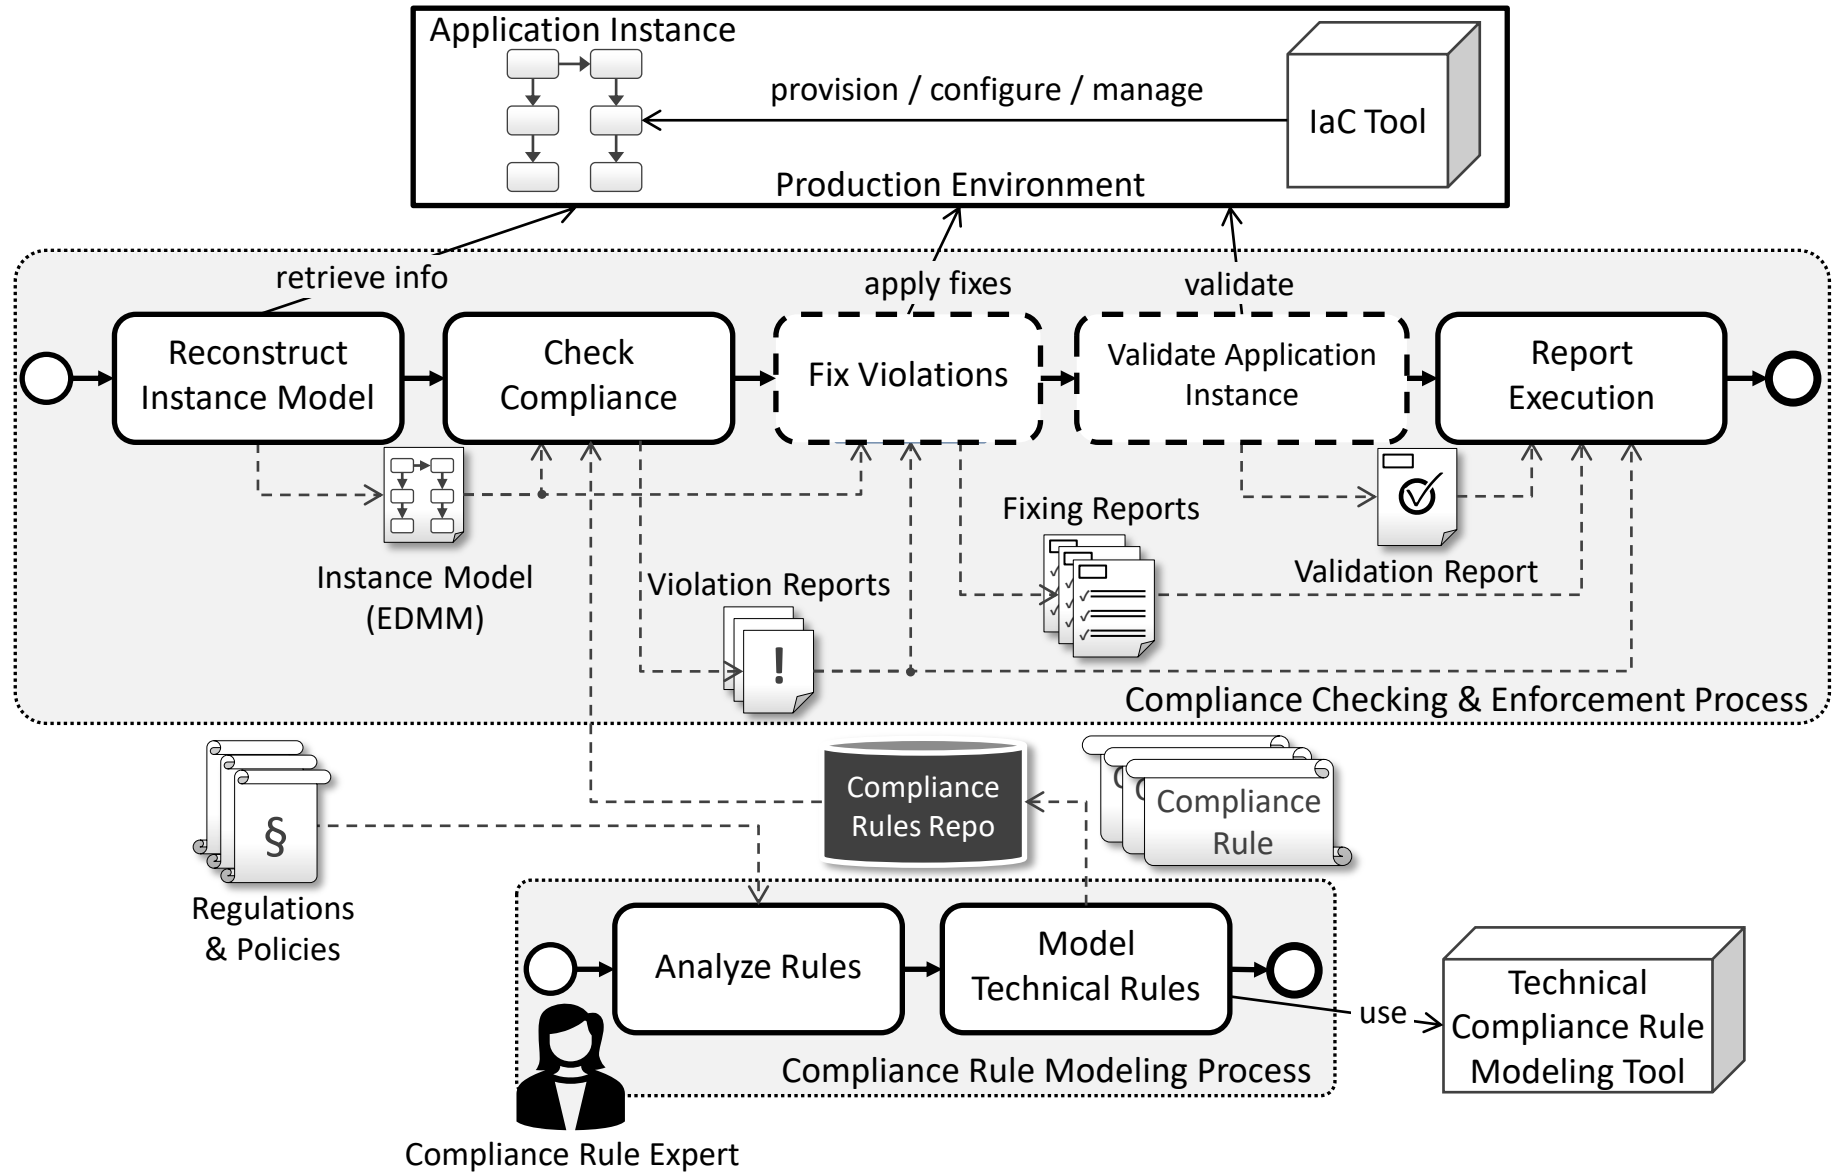 Application Instance
provision / configure / manage
IaC Tool
Production Environment
retrieve info
apply fixes
validate
Reconstruct
Instance Model
Check
Compliance
Fix Violations
Validate Application
Instance
Report
Execution
Instance Model
(EDMM)
Violation Reports
!
Fixing Reports
Validation Report
Compliance Checking & Enforcement Process
§
Regulations
& Policies
Compliance
Rules Repo
C
C
Compliance
Rule
Analyze Rules
Model
Technical Rules
use
Technical
Compliance Rule
Modeling Tool
Compliance Rule Modeling Process
Compliance Rule Expert